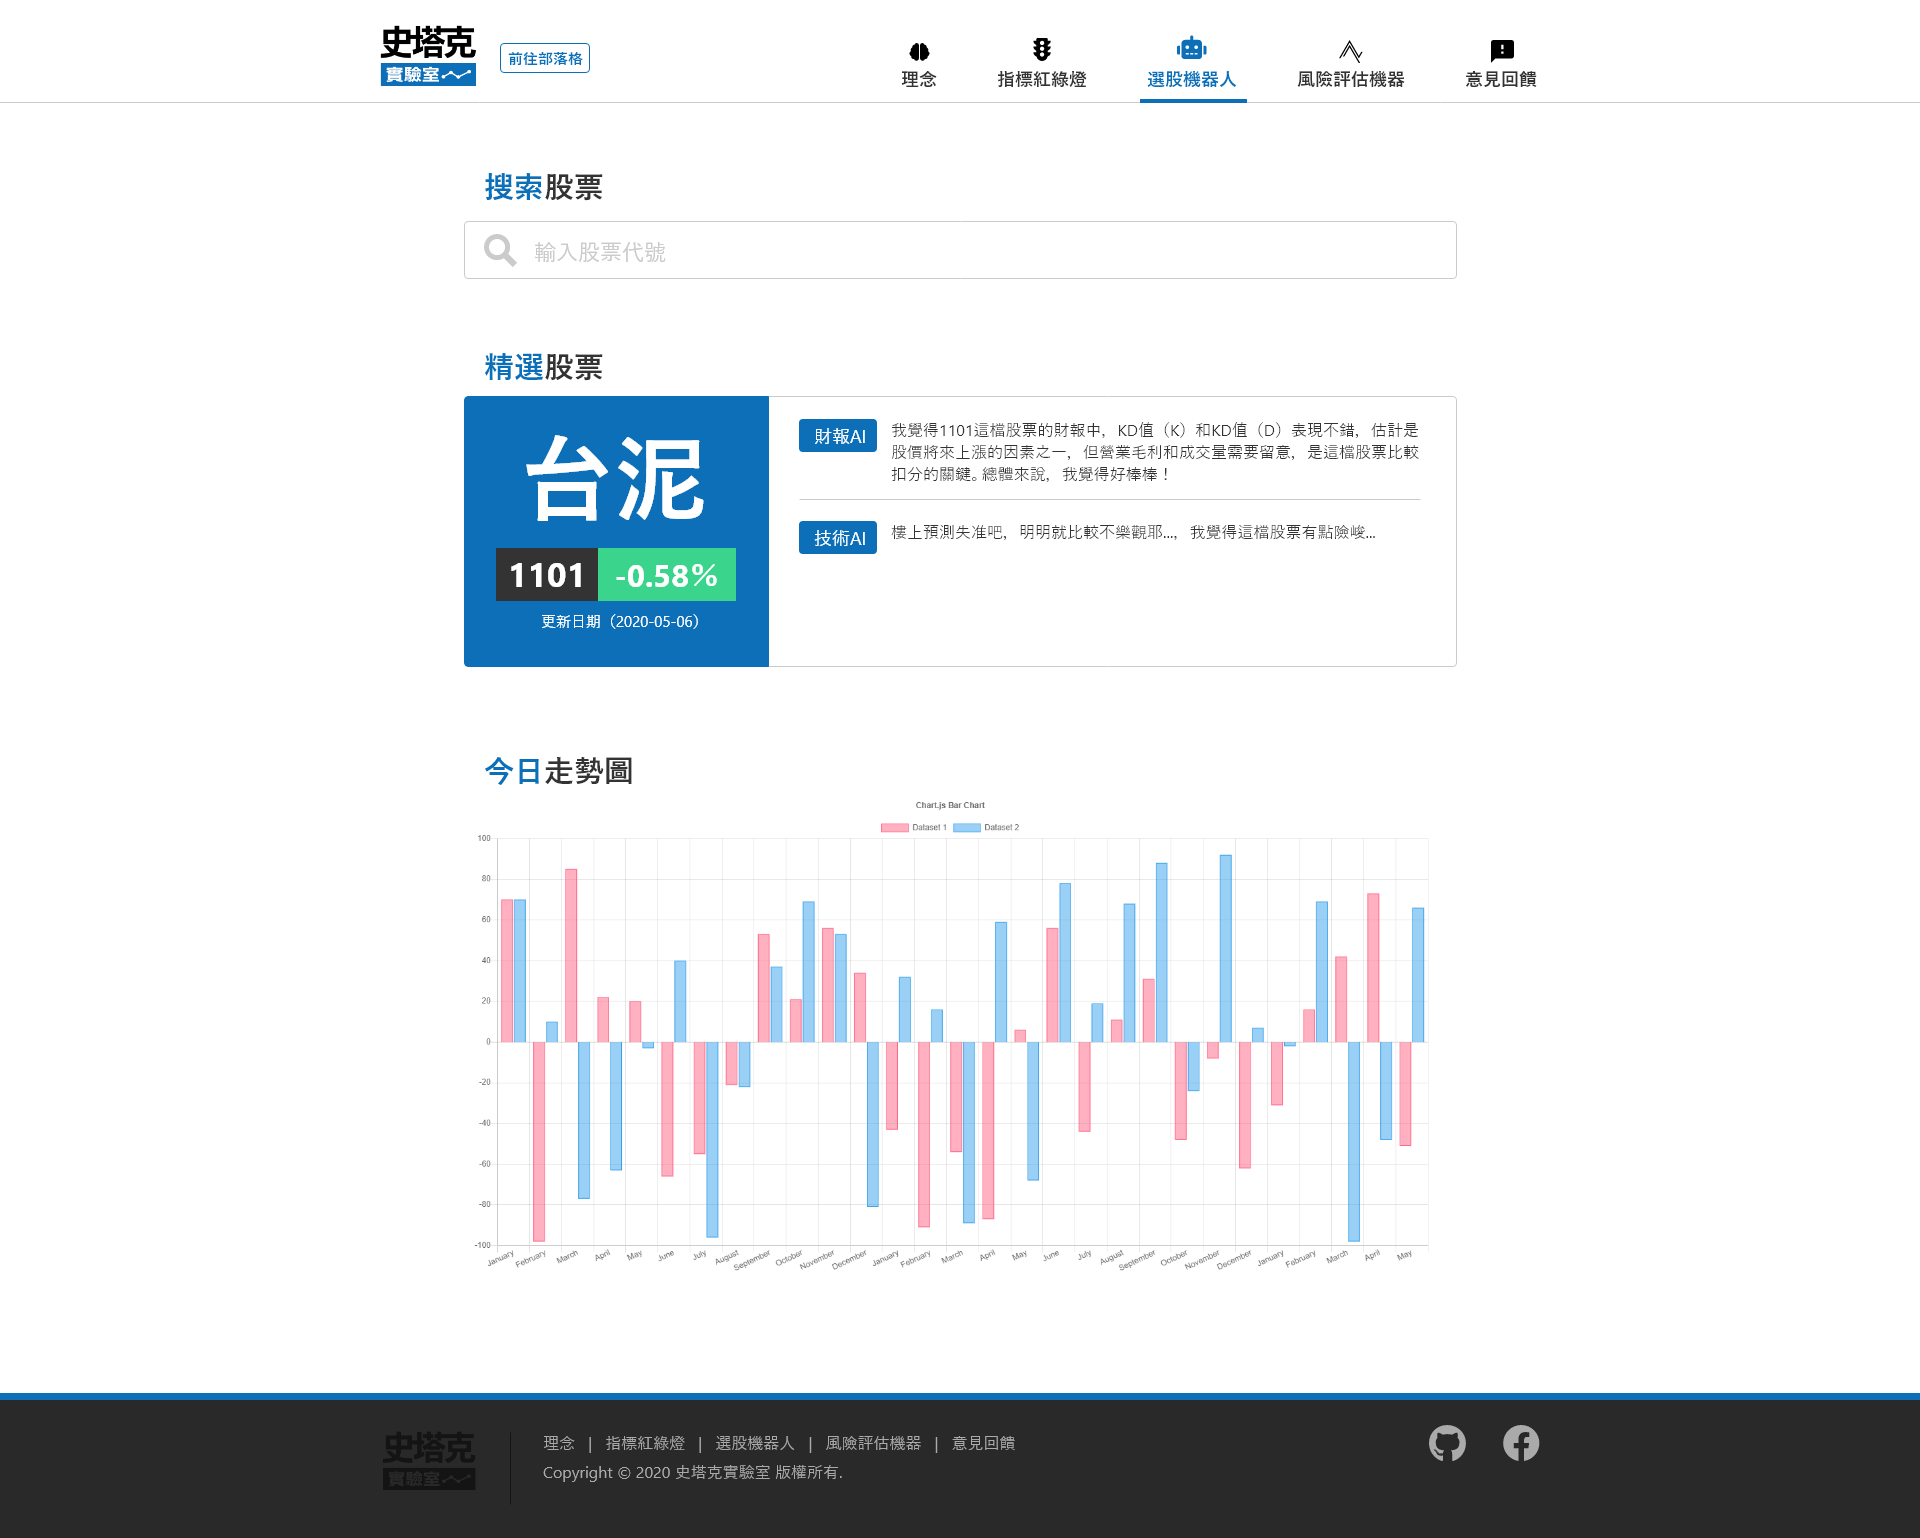 史塔克
實驗室
前往部落格
理念
指標紅綠燈
選股機器人
風險評估機器
意見回饋
搜索股票
輸入股票代號
精選股票
台泥
1101 -0.58%
更新日期（2020-05-06）
財報AI
我覺得1101這檔股票的財報中，KD值（K）和KD值（D）表現不錯，估計是
股價將來上漲的因素之一，但營業毛利和成交量需要留意，是這檔股票比較
扣分的關鍵。總體來說，我覺得好棒棒！
技術AI
樓上預測失准吧，明明就比較不樂觀耶...，我覺得這檔股票有點險峻...
今日走勢圖
Chart.js Bar Chart
Dataset 1 Dataset 2
100
80
60
40
20
0
-20
-40
-60
-80
-100
January February March April May June July August September October November December January February March April May June July August September October November December January February March April May
史塔克
實驗室
理念 | 指標紅綠燈 | 選股機器人 | 風險評估機器 | 意見回饋
Copyright © 2020 史塔克實驗室 版權所有.